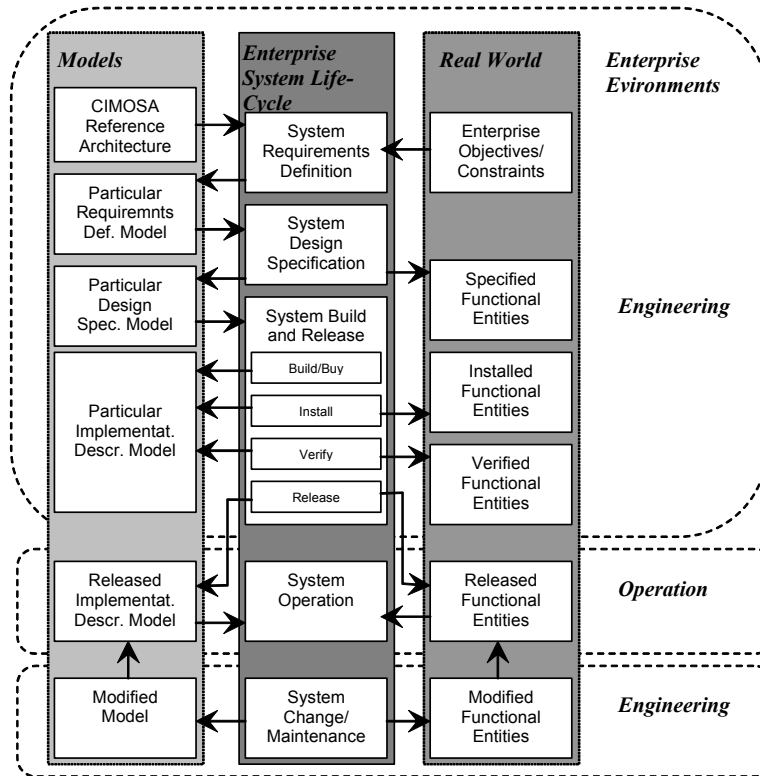 Models
CIMOSA
Reference
Architecture
Particular
Requiremnts
Def. Model
Particular
Design
Spec. Model
Particular
Implementat.
Descr. Model
Released
Implementat.
Descr. Model
Modified
Model
Enterprise
System Life-
Cycle
System
Requirements
Definition
System
Design
Specification
System Build
and Release
Build/Buy
Install
Verify
Release
System
Operation
System
Change/
Maintenance
Real World
Enterprise
Objectives/
Constraints
Specified
Functional
Entities
Installed
Functional
Entities
Verified
Functional
Entities
Released
Functional
Entities
Modified
Functional
Entities
Enterprise
Evironments
Engineering
Operation
Engineering